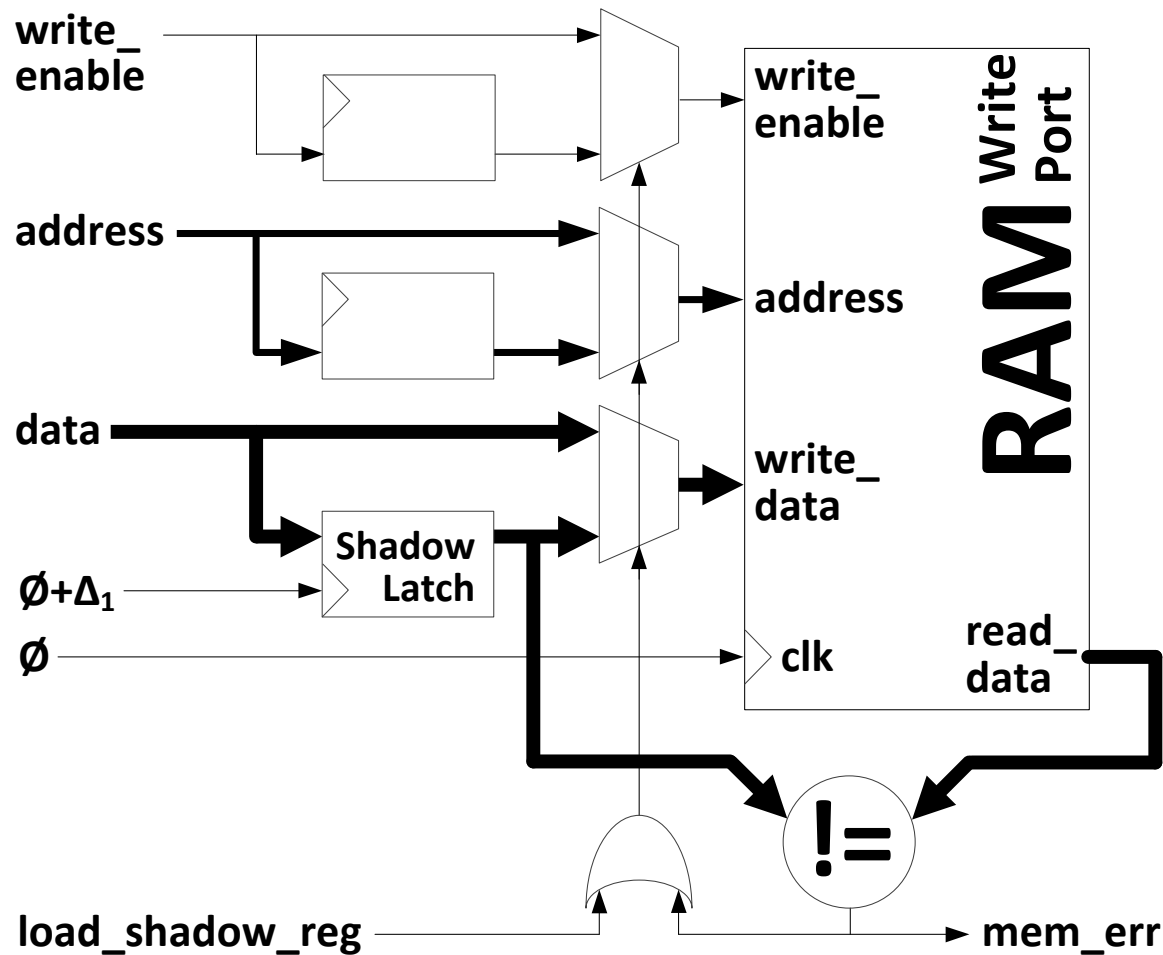 write_
enable
write_
enable
Write
Port
address
address
RAM
data
write_
data
Shadow
Latch
Ø+Δ1
Ø
clk
read_
data
!=
load_shadow_reg
mem_err